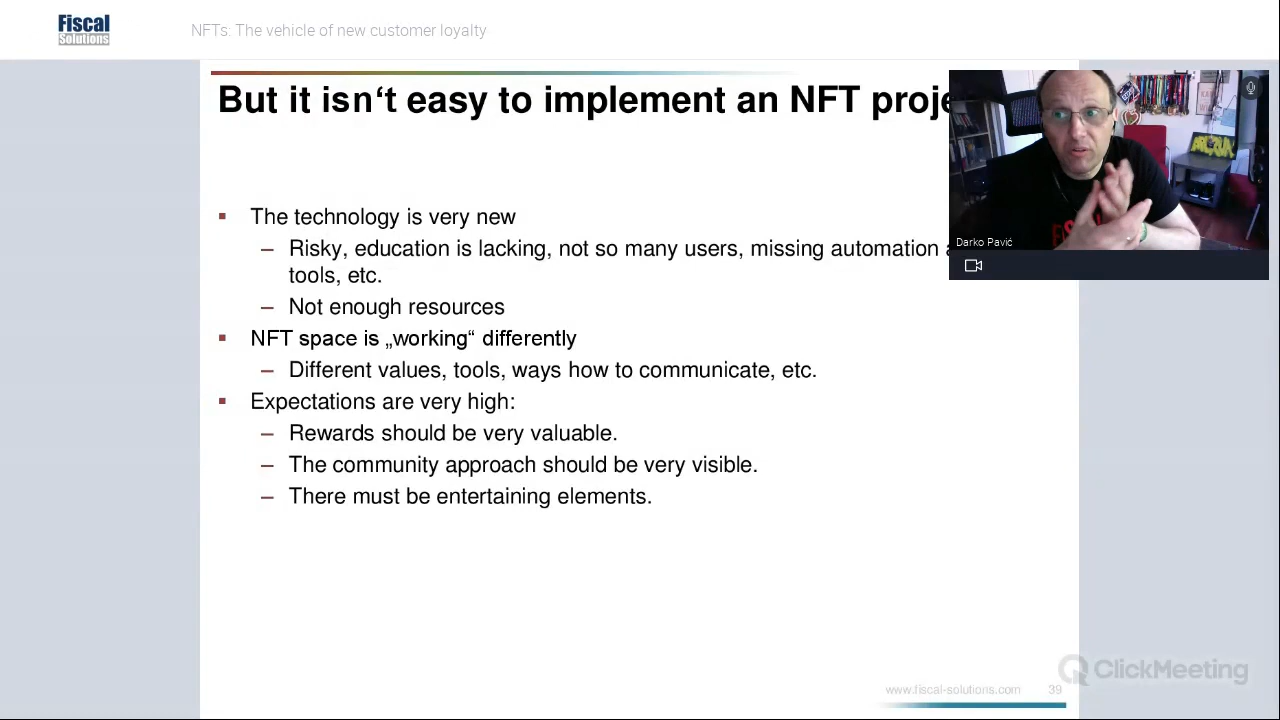 Fiscal
Solutions
NFTs: The vehicle of new customer loyalty
But it isn‘t easy to implement an NFT proje
Darko Pavić
▪ The technology is very new
– Risky, education is lacking, not so many users, missing automation
tools, etc.
– Not enough resources
▪ NFT space is „working“ differently
– Different values, tools, ways how to communicate, etc.
▪ Expectations are very high:
– Rewards should be very valuable.
– The community approach should be very visible.
– There must be entertaining elements.
ClickMeeting
www.fiscal-solutions.com 39